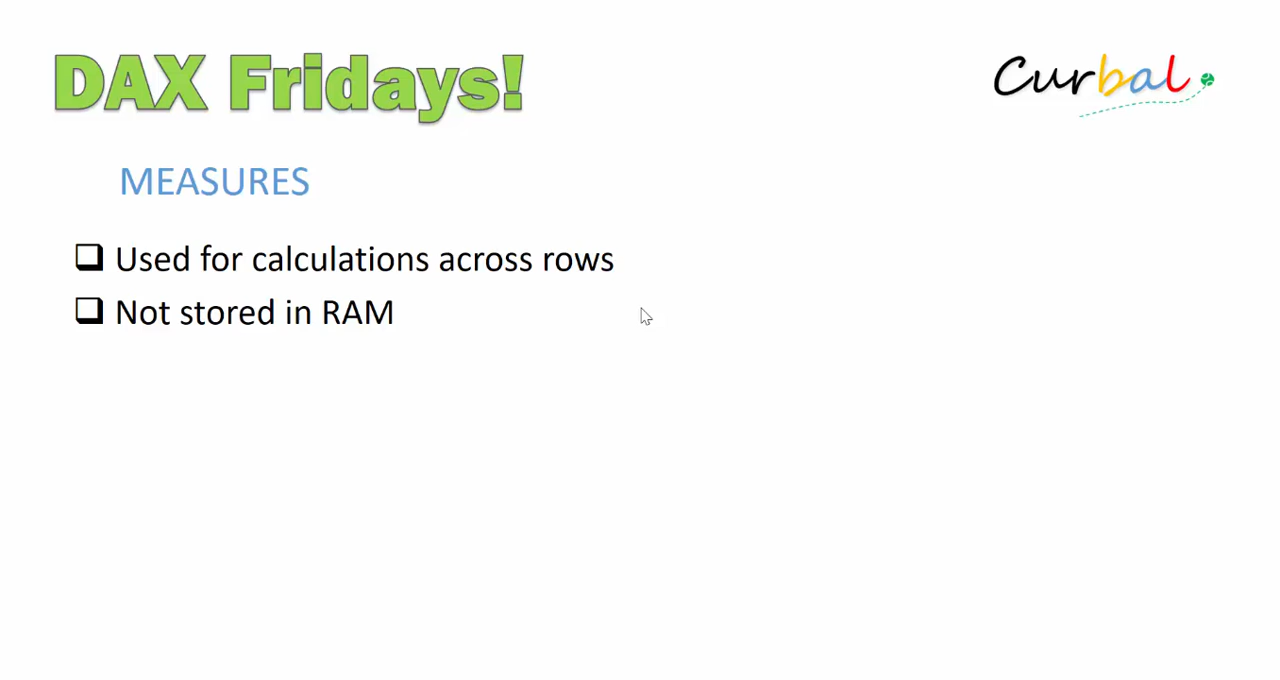 DAX Fridays!
Curbal
MEASURES
Used for calculations across rows
Not stored in RAM